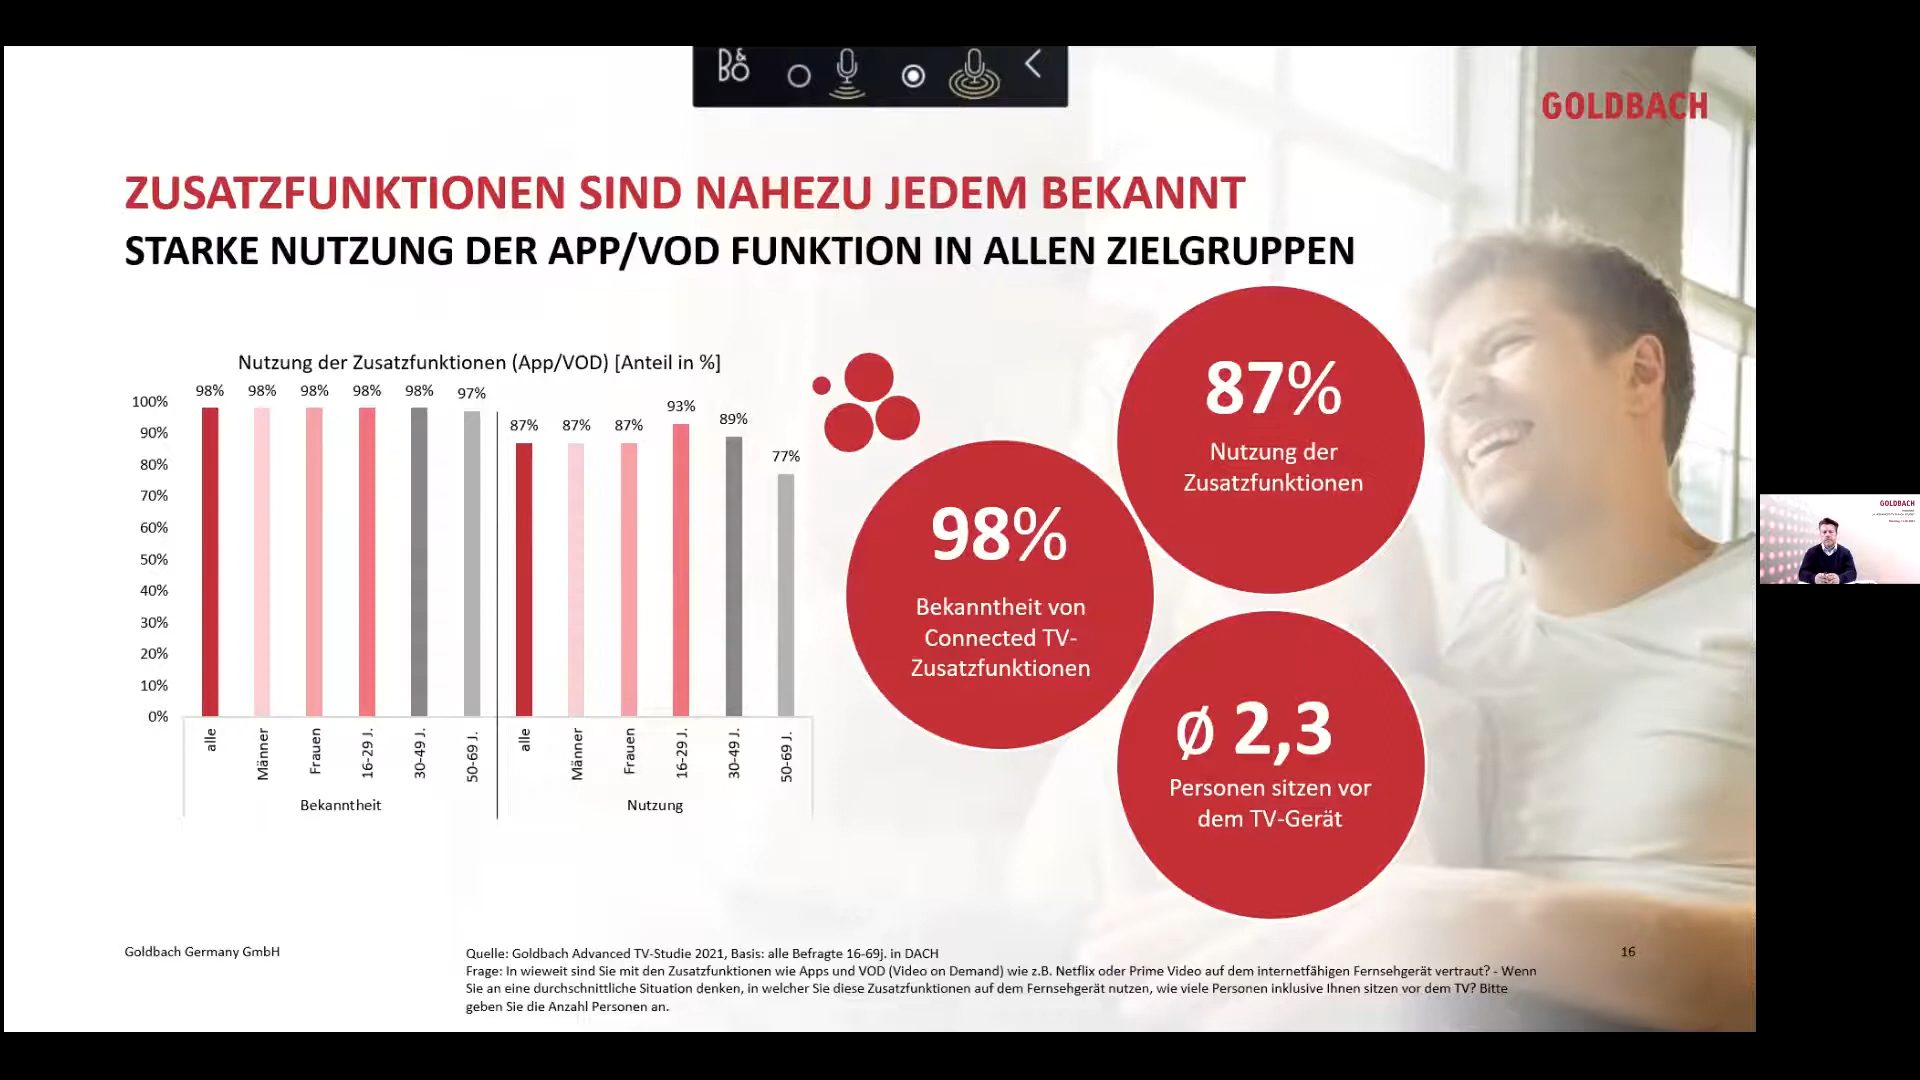 B&O
GOLDBACH
ZUSATZFUNKTIONEN SIND NAHEZU JEDEM BEKANNT
STARKE NUTZUNG DER APP/VOD FUNKTION IN ALLEN ZIELGRUPPEN
Nutzung der Zusatzfunktionen (App/VOD) [Anteil in %]
98% 98% 98% 98% 98% 97% 87% 87% 87% 93% 89% 77%
100%
90%
80%
70%
60%
50%
40%
30%
20%
10%
0%
alle Männer Frauen 16-29 J. 30-49 J. 50-69 J. alle Männer Frauen 16-29 J. 30-49 J. 50-69 J.
Bekanntheit Nutzung
87%
Nutzung der
Zusatzfunktionen
98%
Bekanntheit von
Connected TV-
Zusatzfunktionen
Ø 2,3
Personen sitzen vor
dem TV-Gerät
GOLDBACH
Goldbach Germany GmbH
Quelle: Goldbach Advanced TV-Studie 2021, Basis: alle Befragte 16-69j. in DACH
Frage: In wieweit sind Sie mit den Zusatzfunktionen wie Apps und VOD (Video on Demand) wie z.B. Netflix oder Prime Video auf dem internetfähigen Fernsehgerät vertraut? - Wenn
Sie an eine durchschnittliche Situation denken, in welcher Sie diese Zusatzfunktionen auf dem Fernsehgerät nutzen, wie viele Personen inklusive Ihnen sitzen vor dem TV? Bitte
geben Sie die Anzahl Personen an.
16